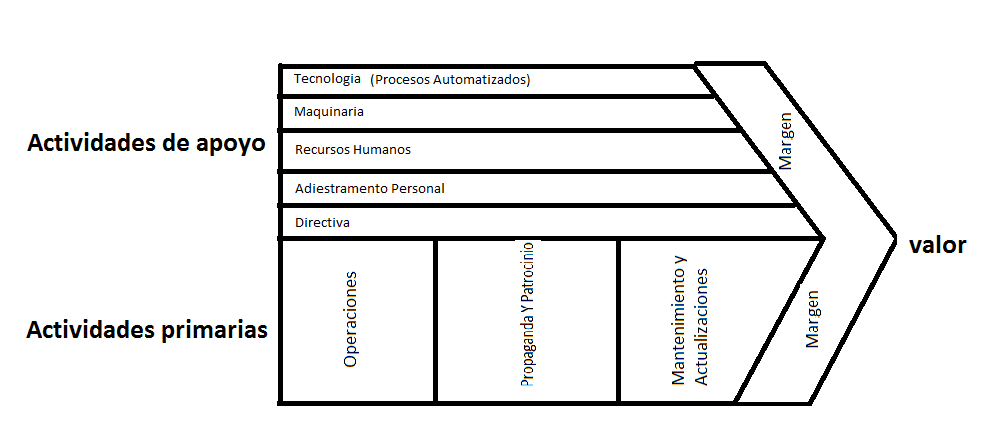 Tecnologia (Procesos Automatizados)
Maquinaria
Actividades de apoyo
Recursos Humanos
Adiestramento Personal
Directiva
Margen
valor
Actividades primarias
Operaciones
Propaganda Y Patrocinio
Mantenimiento y
Actualizaciones
Margen